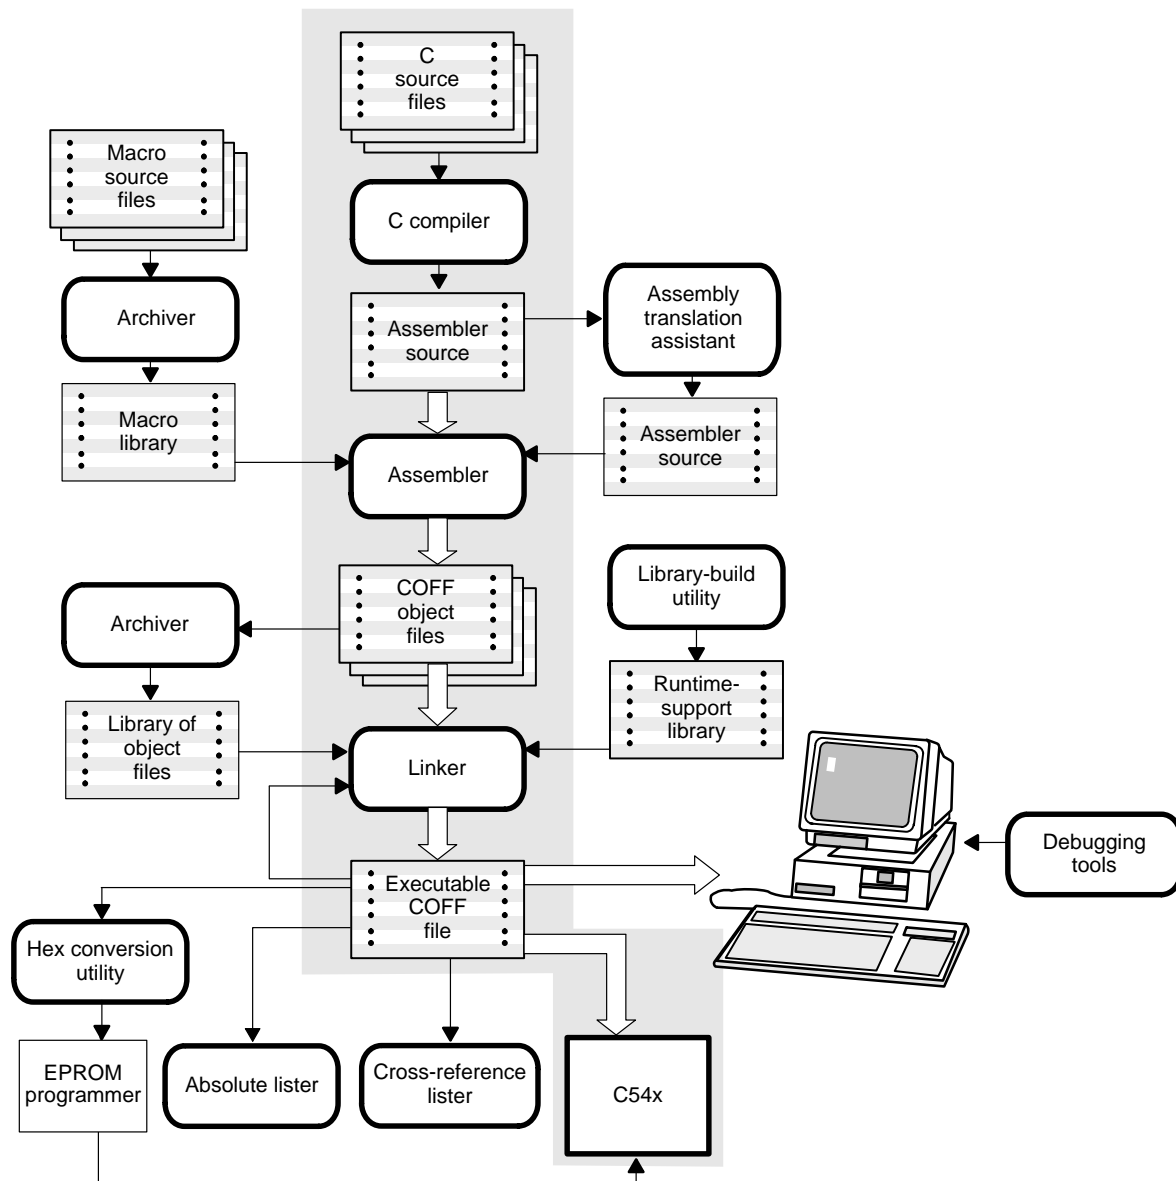 C
source
files
Macro
source
files
C compiler
Archiver
Assembly
translation
assistant
Assembler
source
Macro
library
Assembler
source
Assembler
COFF
object
files
Library-build
utility
Archiver
Runtime-
support
library
Library of
object
files
Linker
Debugging
tools
Executable
COFF
file
Hex conversion
utility
EPROM
programmer
Absolute lister
Cross-reference
lister
C54x